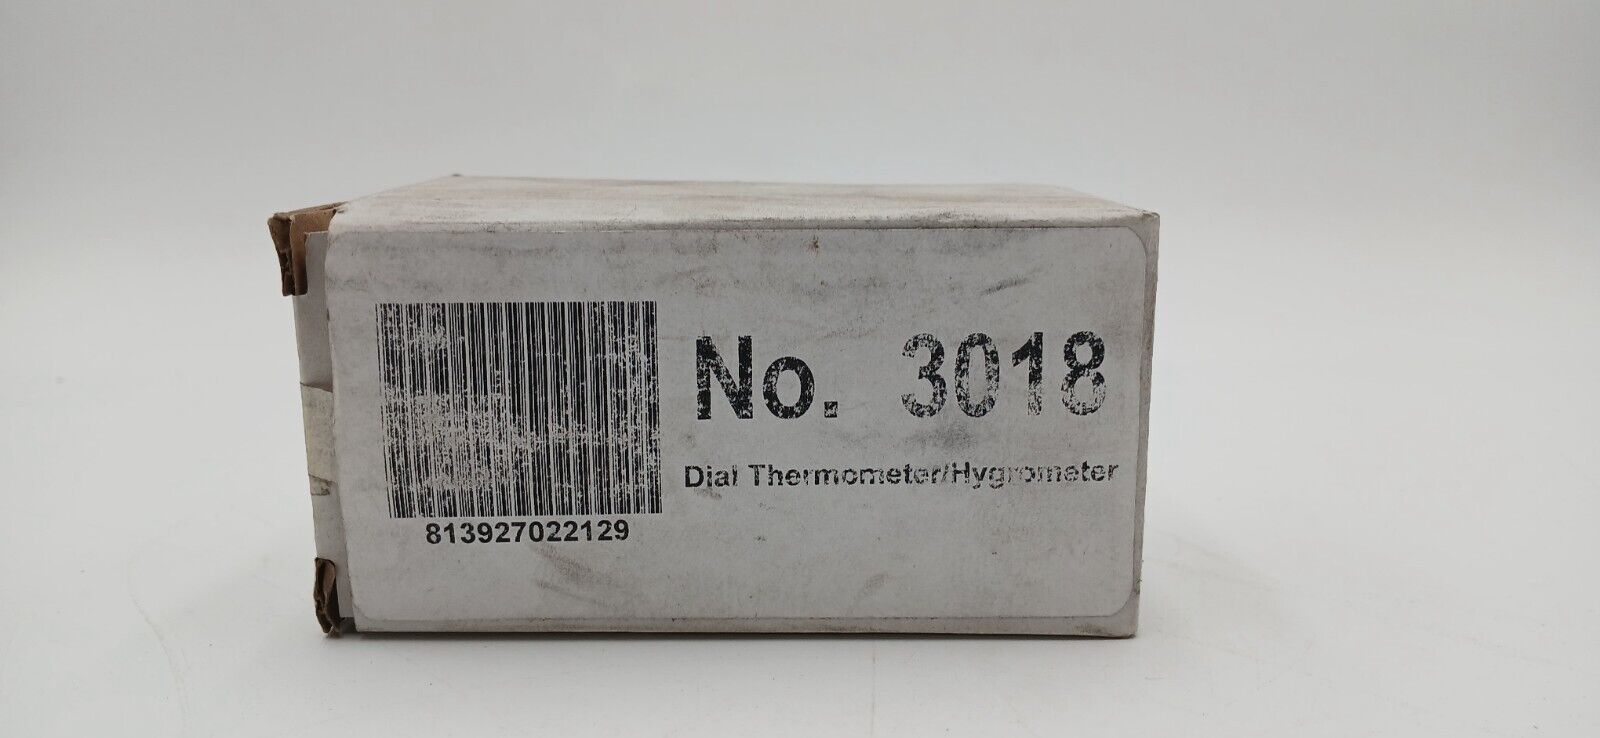 No. 3018
Dial Thermometer/Hygrometer
813927022129